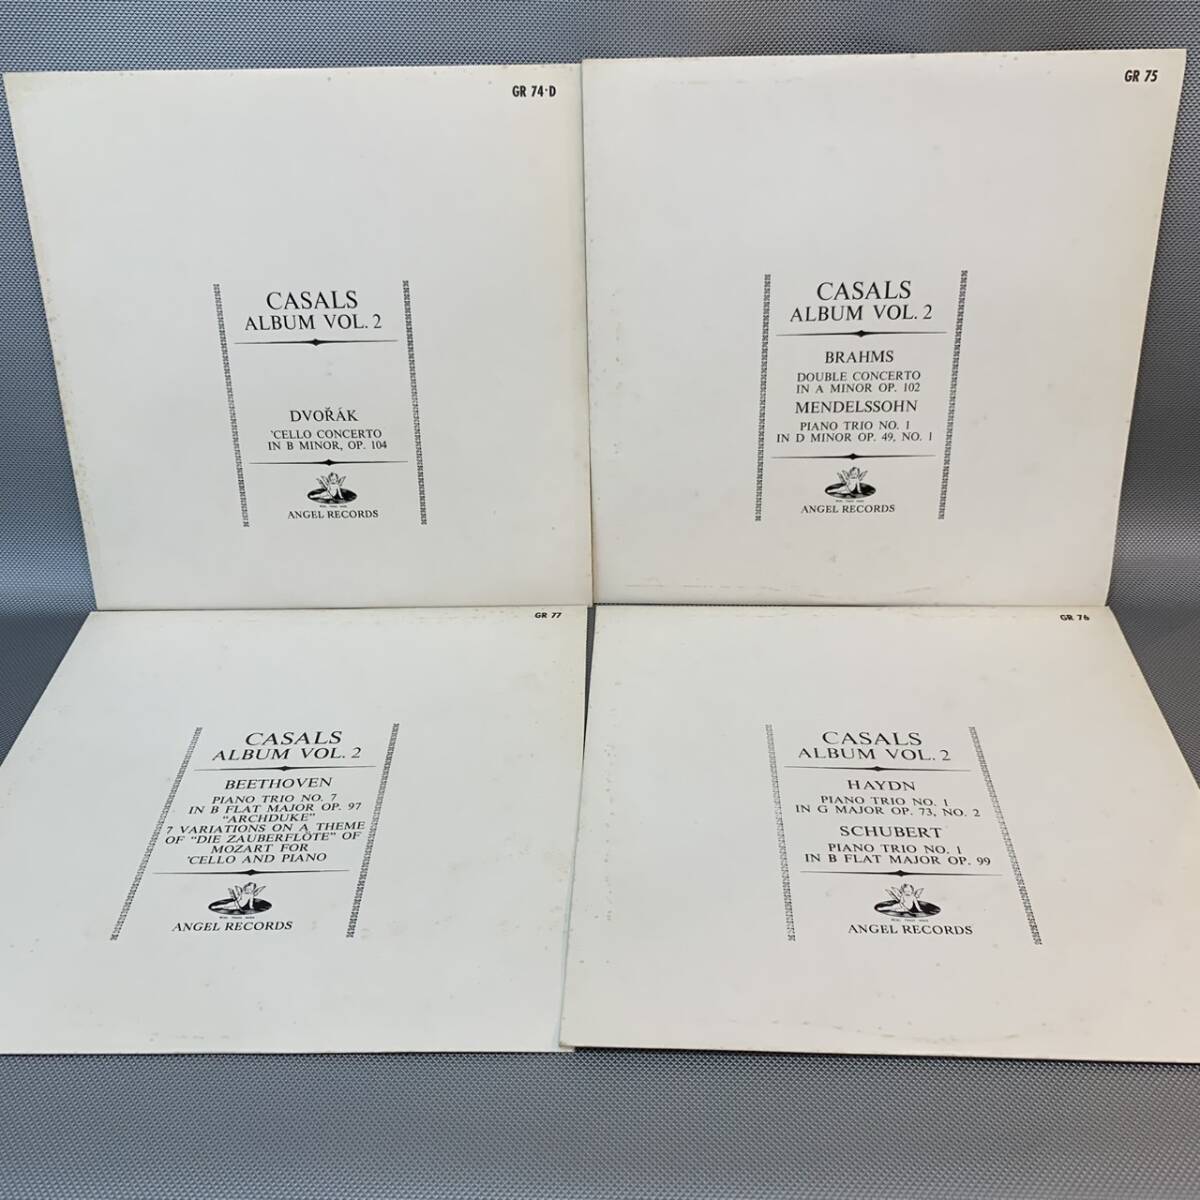 GR 74·D
CASALS
ALBUM VOL. 2
DVOŘÁK
'CELLO CONCERTO
IN B MINOR, OP. 104
ANGEL RECORDS
GR 75
CASALS
ALBUM VOL. 2
BRAHMS
DOUBLE CONCERTO
IN A MINOR OP. 102
MENDELSSOHN
PIANO TRIO NO. 1
IN D MINOR OP. 49, NO. 1
ANGEL RECORDS
GR 77
CASALS
ALBUM VOL. 2
BEETHOVEN
PIANO TRIO NO. 7
IN B FLAT MAJOR OP. 97
"ARCHDUKE"
7 VARIATIONS ON A THEME
OF "DIE ZAUBERFLÖTE" OF
MOZART FOR
'CELLO AND PIANO
ANGEL RECORDS
GR 76
CASALS
ALBUM VOL. 2
HAYDN
PIANO TRIO NO. 1
IN G MAJOR OP. 73, NO. 2
SCHUBERT
PIANO TRIO NO. 1
IN B FLAT MAJOR OP. 99
ANGEL RECORDS